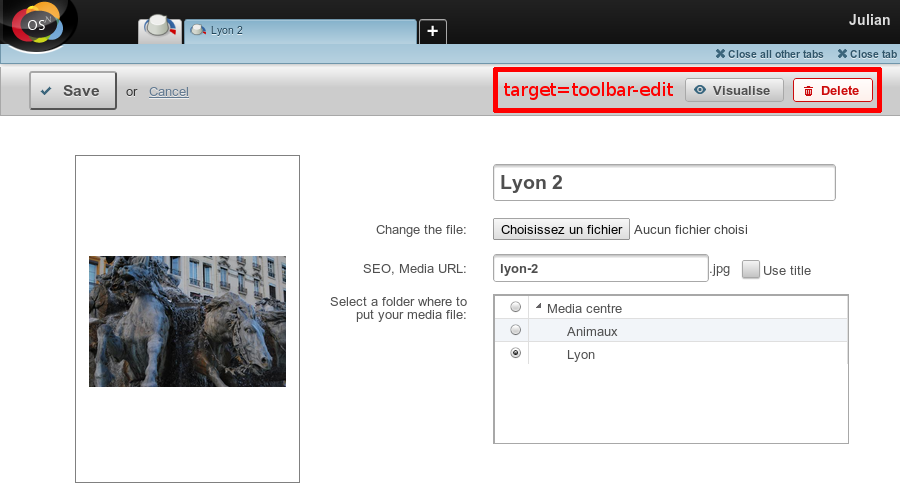 OS N
Julian
Lyon 2
+
Close all other tabs Close tab
Save or Cancel
target=toolbar-edit Visualise Delete
Lyon 2
Change the file: Choisissez un fichier Aucun fichier choisi
SEO, Media URL: lyon-2 .jpg Use title
Select a folder where to
put your media file:
Media centre
Animaux
Lyon